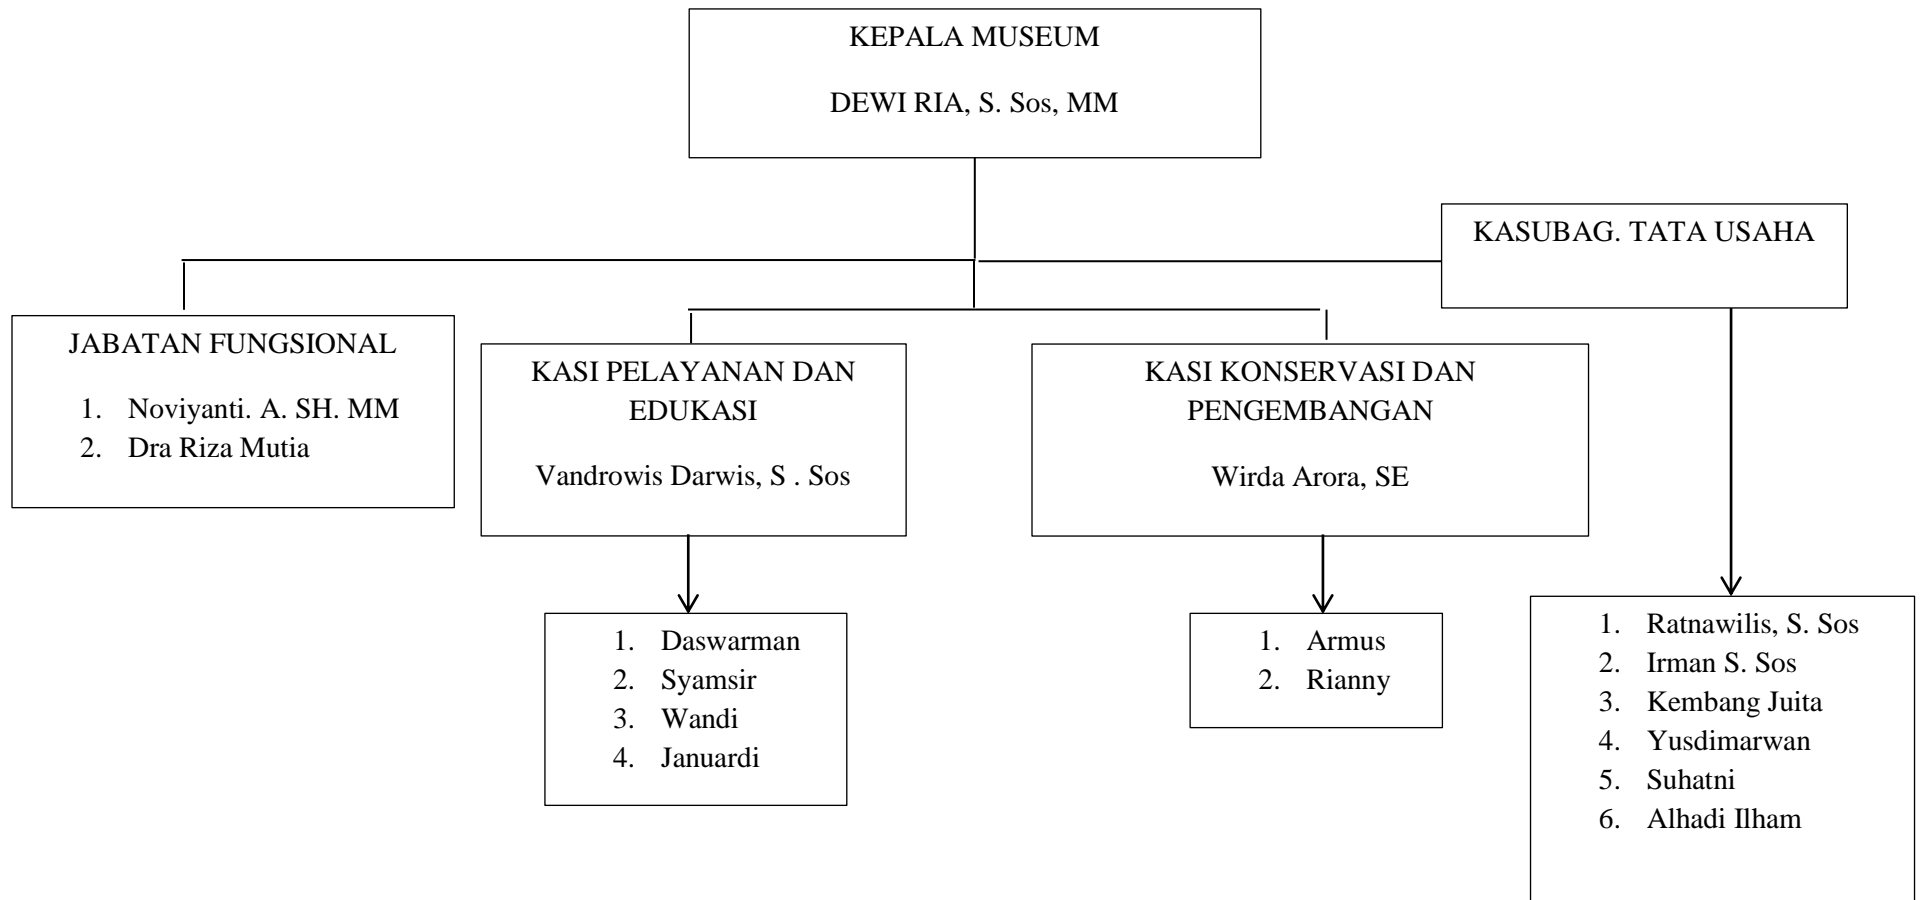 KEPALA MUSEUM
DEWI RIA, S. Sos, MM
KASUBAG. TATA USAHA
JABATAN FUNGSIONAL
1. Noviyanti. A. SH. MM
2. Dra Riza Mutia
KASI PELAYANAN DAN
EDUKASI
Vandrowis Darwis, S . Sos
KASI KONSERVASI DAN
PENGEMBANGAN
Wirda Arora, SE
1. Daswarman
2. Syamsir
3. Wandi
4. Januardi
1. Armus
2. Rianny
1. Ratnawilis, S. Sos
2. Irman S. Sos
3. Kembang Juita
4. Yusdimarwan
5. Suhatni
6. Alhadi Ilham